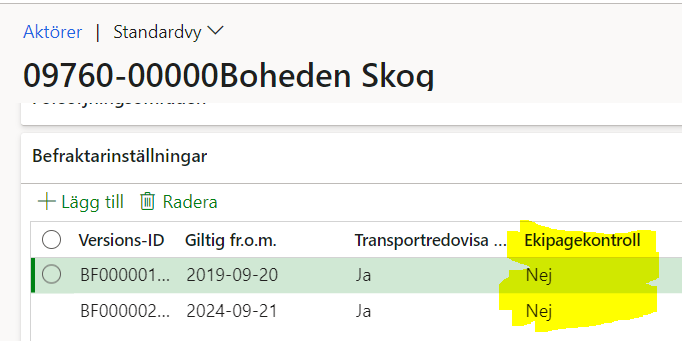 Aktörer | Standardvy
09760-00000Boheden Skog
Försörjningsområden
Befraktarinställningar
Lägg till Radera
Versions-ID Giltig fr.o.m. Transportredovisa ... Ekipagekontroll
BF000001... 2019-09-20 Ja Nej
BF000002... 2024-09-21 Ja Nej